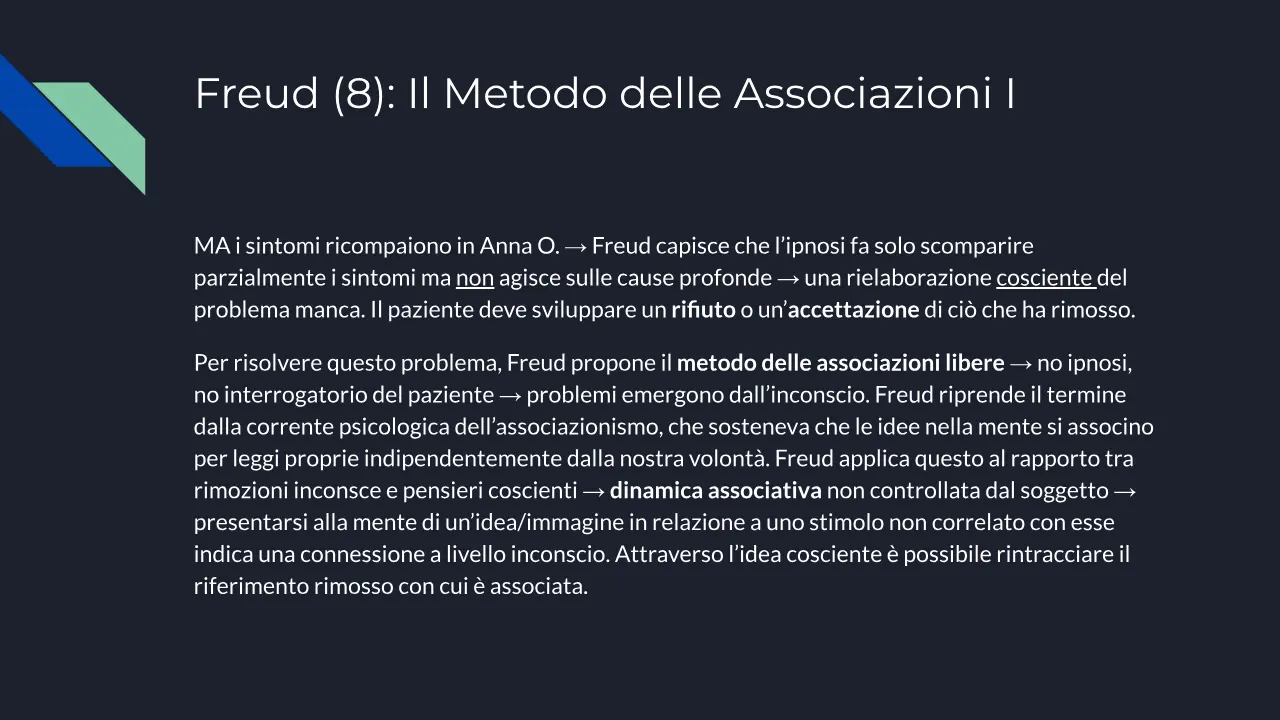 Freud (8): Il Metodo delle Associazioni I
MA i sintomi ricompaiono in Anna O. → Freud capisce che l’ipnosi fa solo scomparire
parzialmente i sintomi ma non agisce sulle cause profonde → una rielaborazione cosciente del
problema manca. Il paziente deve sviluppare un rifiuto o un’accettazione di ciò che ha rimosso.
Per risolvere questo problema, Freud propone il metodo delle associazioni libere → no ipnosi,
no interrogatorio del paziente → problemi emergono dall’inconscio. Freud riprende il termine
dalla corrente psicologica dell’associazionismo, che sosteneva che le idee nella mente si associno
per leggi proprie indipendentemente dalla nostra volontà. Freud applica questo al rapporto tra
rimozioni inconsce e pensieri coscienti → dinamica associativa non controllata dal soggetto →
presentarsi alla mente di un’idea/immagine in relazione a uno stimolo non correlato con esse
indica una connessione a livello inconscio. Attraverso l’idea cosciente è possibile rintracciare il
riferimento rimosso con cui è associata.